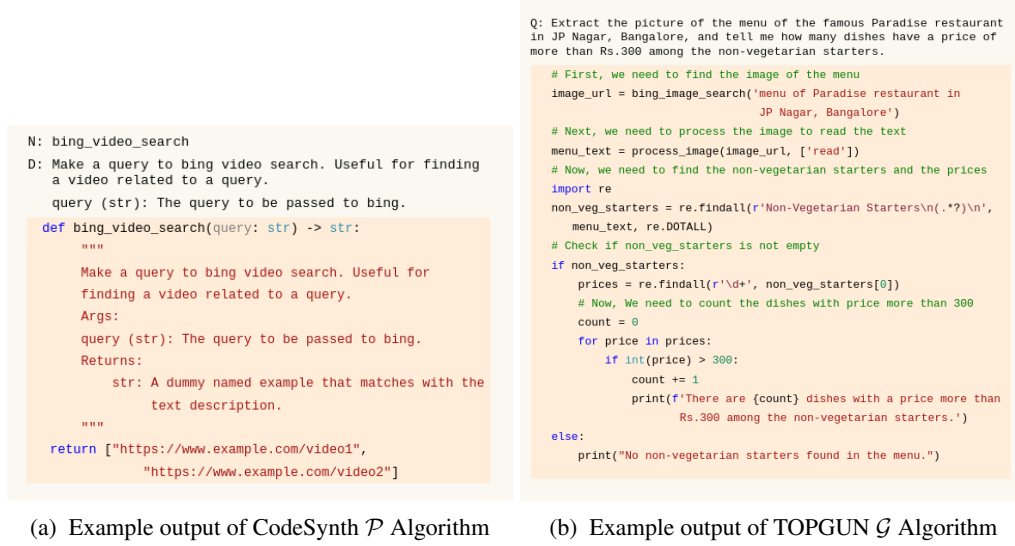 N: bing_video_search
D: Make a query to bing video search. Useful for finding
a video related to a query.
query (str): The query to be passed to bing.
def bing_video_search(query: str) -> str:
"""
Make a query to bing video search. Useful for
finding a video related to a query.
Args:
query (str): The query to be passed to bing.
Returns:
str: A dummy named example that matches with the
text description.
"""
return ["https://www.example.com/video1",
"https://www.example.com/video2"]
(a) Example output of CodeSynth 𝒫 Algorithm
Q: Extract the picture of the menu of the famous Paradise restaurant
in JP Nagar, Bangalore, and tell me how many dishes have a price of
more than Rs.300 among the non-vegetarian starters.
# First, we need to find the image of the menu
image_url = bing_image_search('menu of Paradise restaurant in
JP Nagar, Bangalore')
# Next, we need to process the image to read the text
menu_text = process_image(image_url, ['read'])
# Now, we need to find the non-vegetarian starters and the prices
import re
non_veg_starters = re.findall(r'Non-Vegetarian Starters\n(.*?)\n',
menu_text, re.DOTALL)
# Check if non_veg_starters is not empty
if non_veg_starters:
prices = re.findall(r'\d+', non_veg_starters[0])
# Now, We need to count the dishes with price more than 300
count = 0
for price in prices:
if int(price) > 300:
count += 1
print(f'There are {count} dishes with a price more than
Rs.300 among the non-vegetarian starters.')
else:
print("No non-vegetarian starters found in the menu.")
(b) Example output of TOPGUN 𝒢 Algorithm